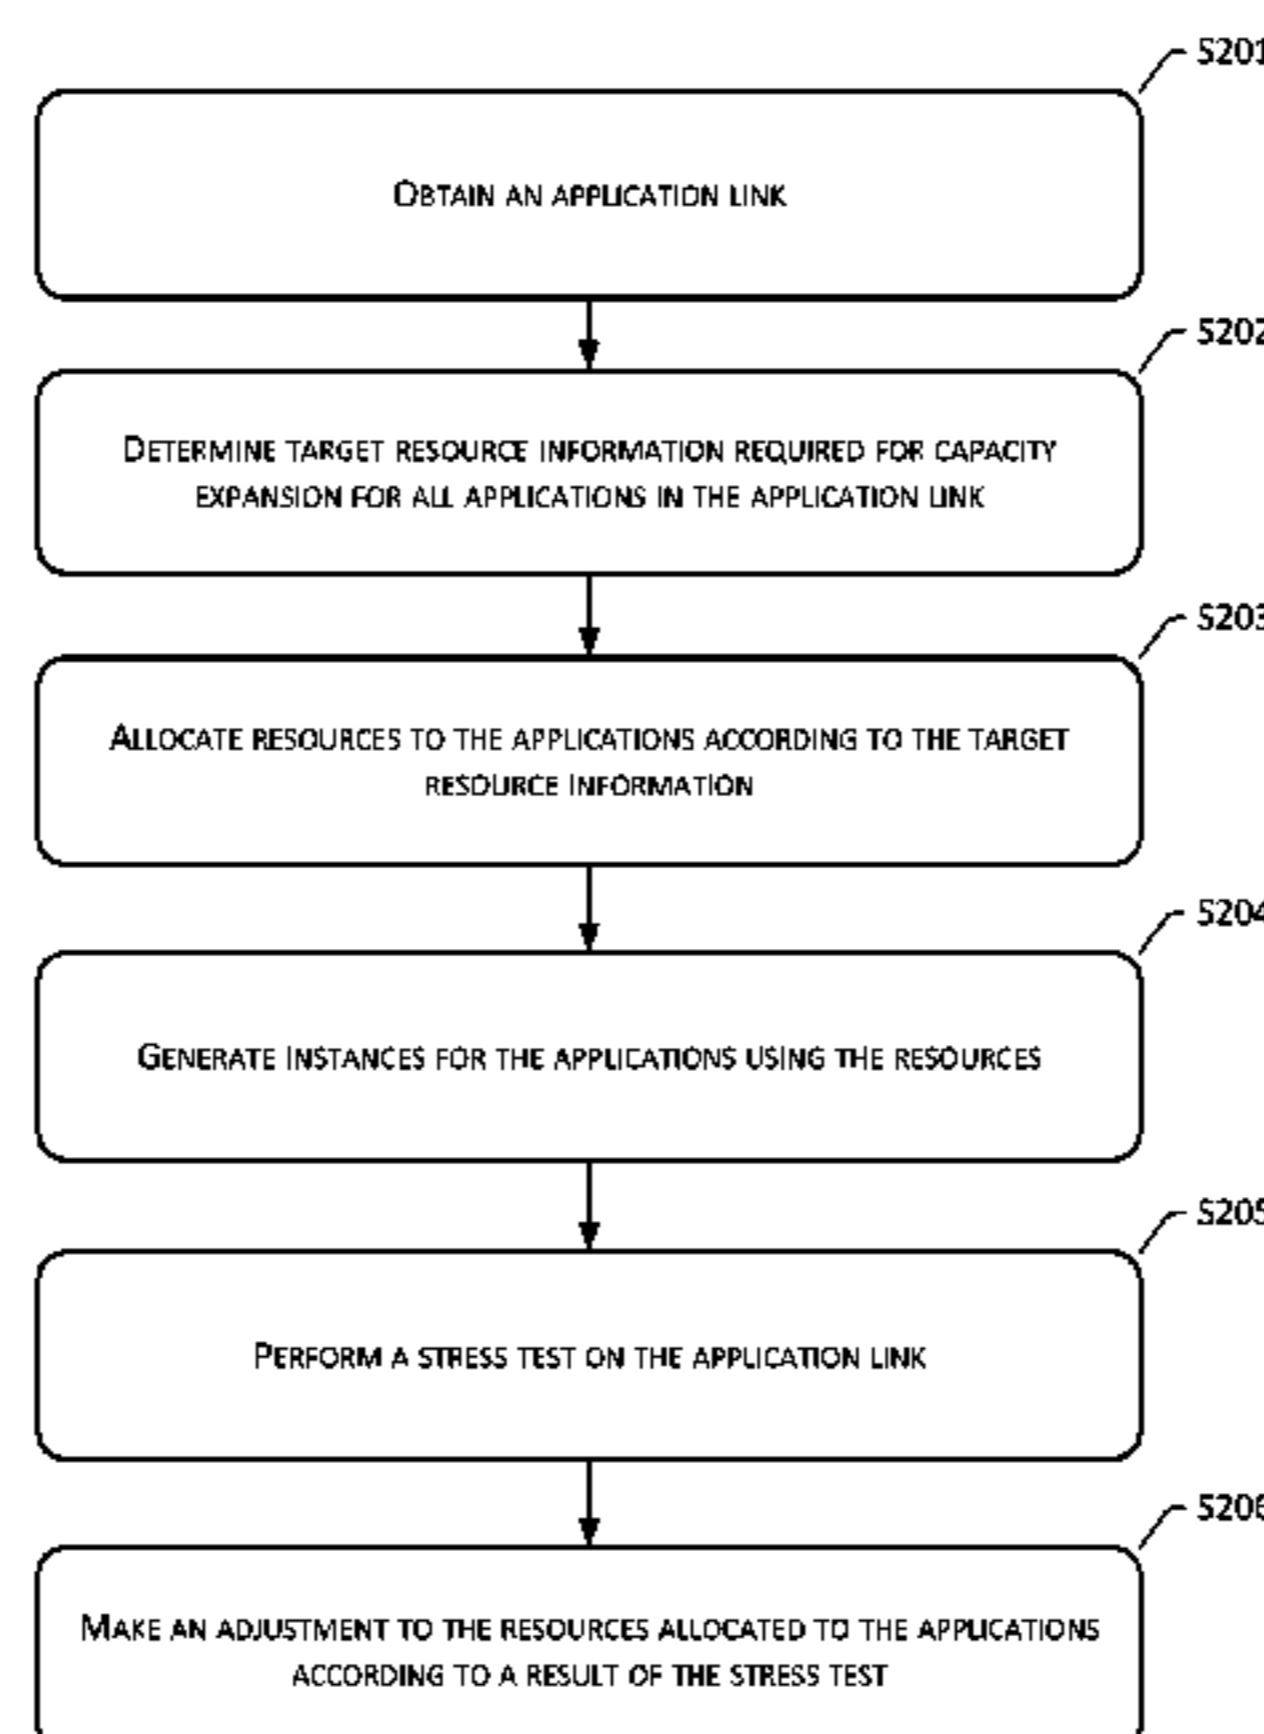 S201
OBTAIN AN APPLICATION LINK
S202
DETERMINE TARGET RESOURCE INFORMATION REQUIRED FOR CAPACITY
EXPANSION FOR ALL APPLICATIONS IN THE APPLICATION LINK
S203
ALLOCATE RESOURCES TO THE APPLICATIONS ACCORDING TO THE TARGET
RESOURCE INFORMATION
S204
GENERATE INSTANCES FOR THE APPLICATIONS USING THE RESOURCES
S205
PERFORM A STRESS TEST ON THE APPLICATION LINK
S206
MAKE AN ADJUSTMENT TO THE RESOURCES ALLOCATED TO THE APPLICATIONS
ACCORDING TO A RESULT OF THE STRESS TEST